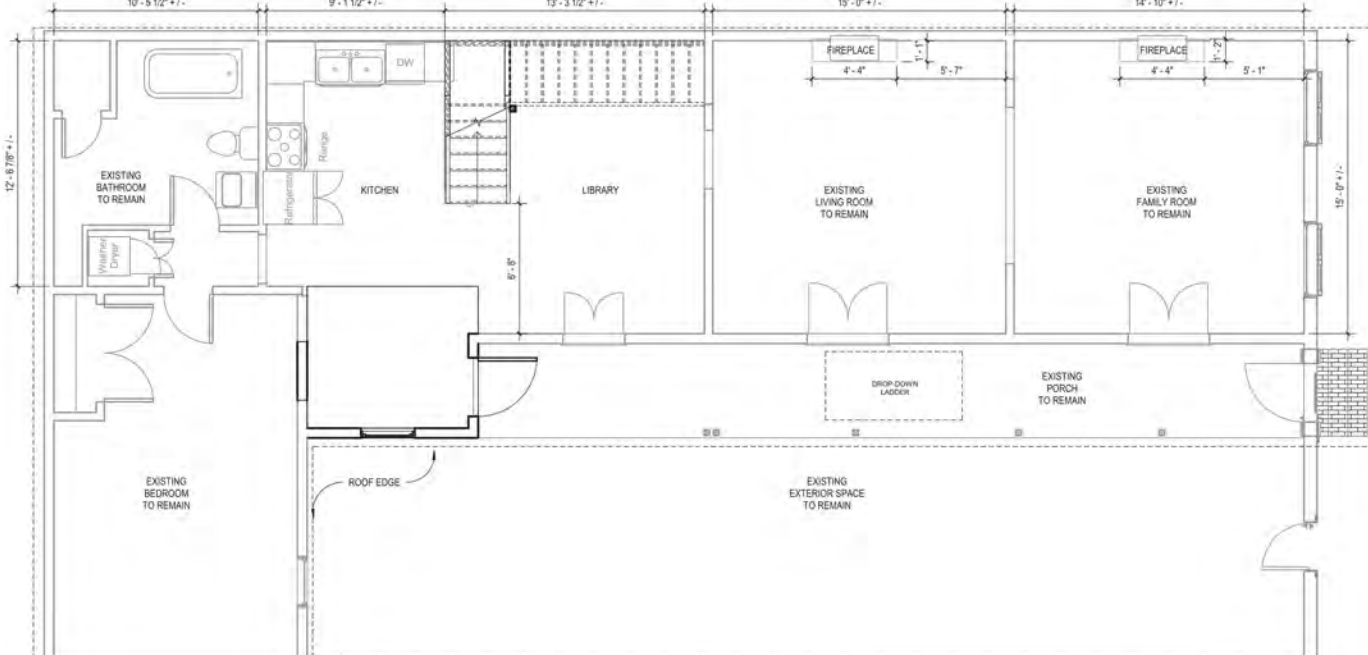 10' - 5 1/2" + / -
9' - 1 1/2" + / -
13' - 3 1/2" + / -
15' - 0" + / -
14' - 10" + / -
FIREPLACE
1' - 1"
4' - 4"
5' - 7"
FIREPLACE
1' - 2"
4' - 4"
5' - 1"
DW
12' - 6 7/8" + / -
15' - 0" + / -
Range
Refrigerator
EXISTING
BATHROOM
TO REMAIN
KITCHEN
LIBRARY
EXISTING
LIVING ROOM
TO REMAIN
EXISTING
FAMILY ROOM
TO REMAIN
Washer
Dryer
6' - 8"
DROP-DOWN
LADDER
EXISTING
PORCH
TO REMAIN
EXISTING
BEDROOM
TO REMAIN
ROOF EDGE
EXISTING
EXTERIOR SPACE
TO REMAIN